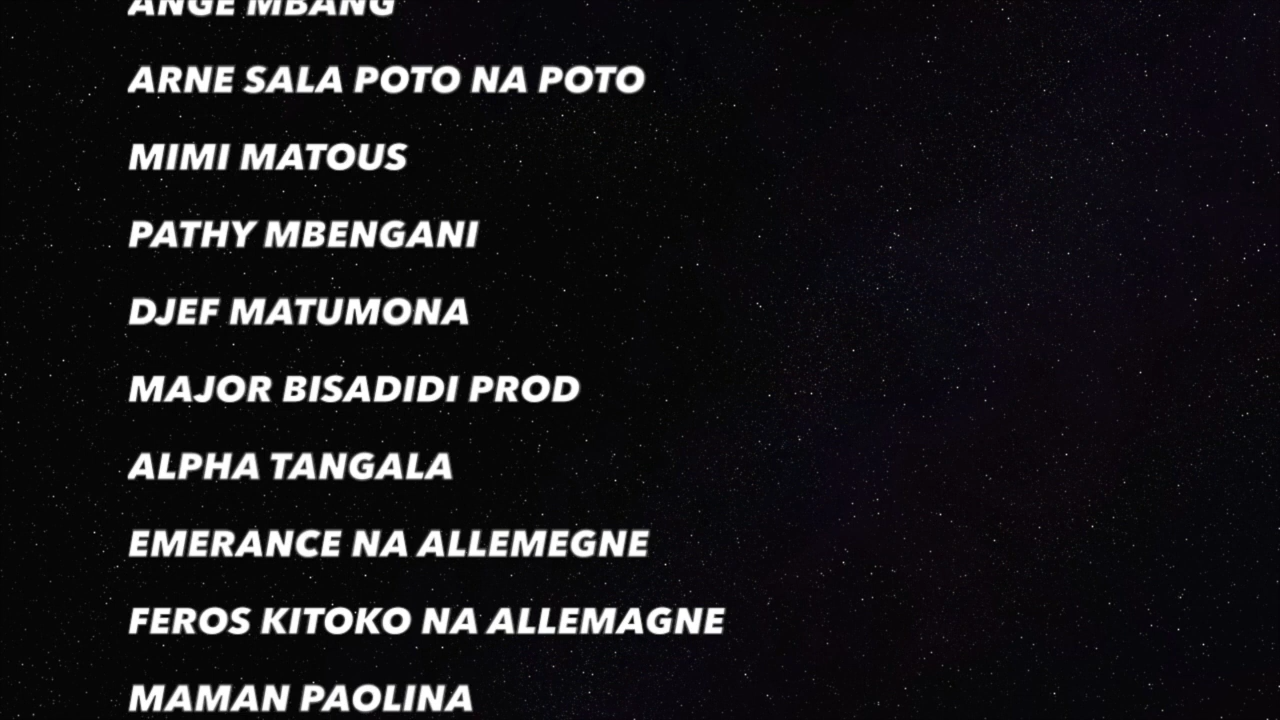 ANGE MBANG
ARNE SALA POTO NA POTO
MIMI MATOUS
PATHY MBENGANI
DJEF MATUMONA
MAJOR BISADIDI PROD
ALPHA TANGALA
EMERANCE NA ALLEMEGNE
FEROS KITOKO NA ALLEMAGNE
MAMAN PAOLINA